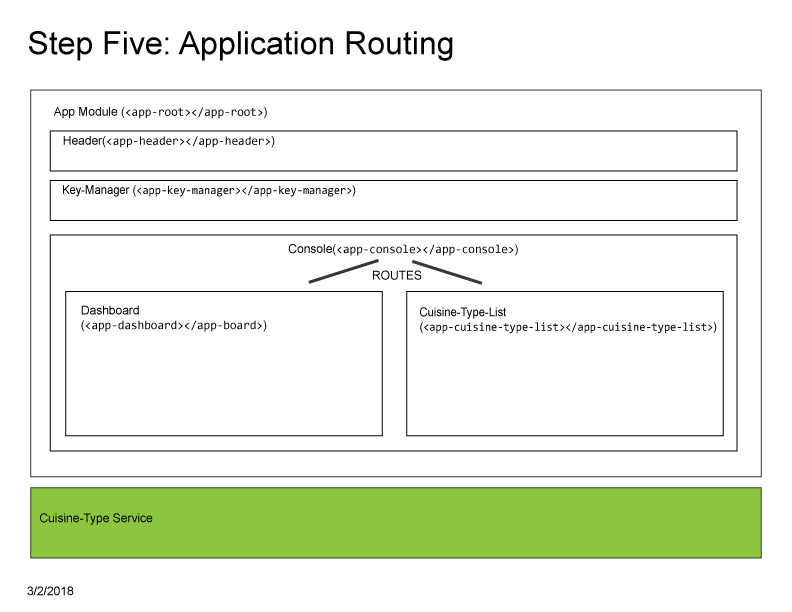 Step Five: Application Routing
App Module (<app-root></app-root>)
Header(<app-header></app-header>)
Key-Manager (<app-key-manager></app-key-manager>)
Console(<app-console></app-console>)
ROUTES
Dashboard
(<app-dashboard></app-board>)
Cuisine-Type-List
(<app-cuisine-type-list></app-cuisine-type-list>)
Cuisine-Type Service
3/2/2018